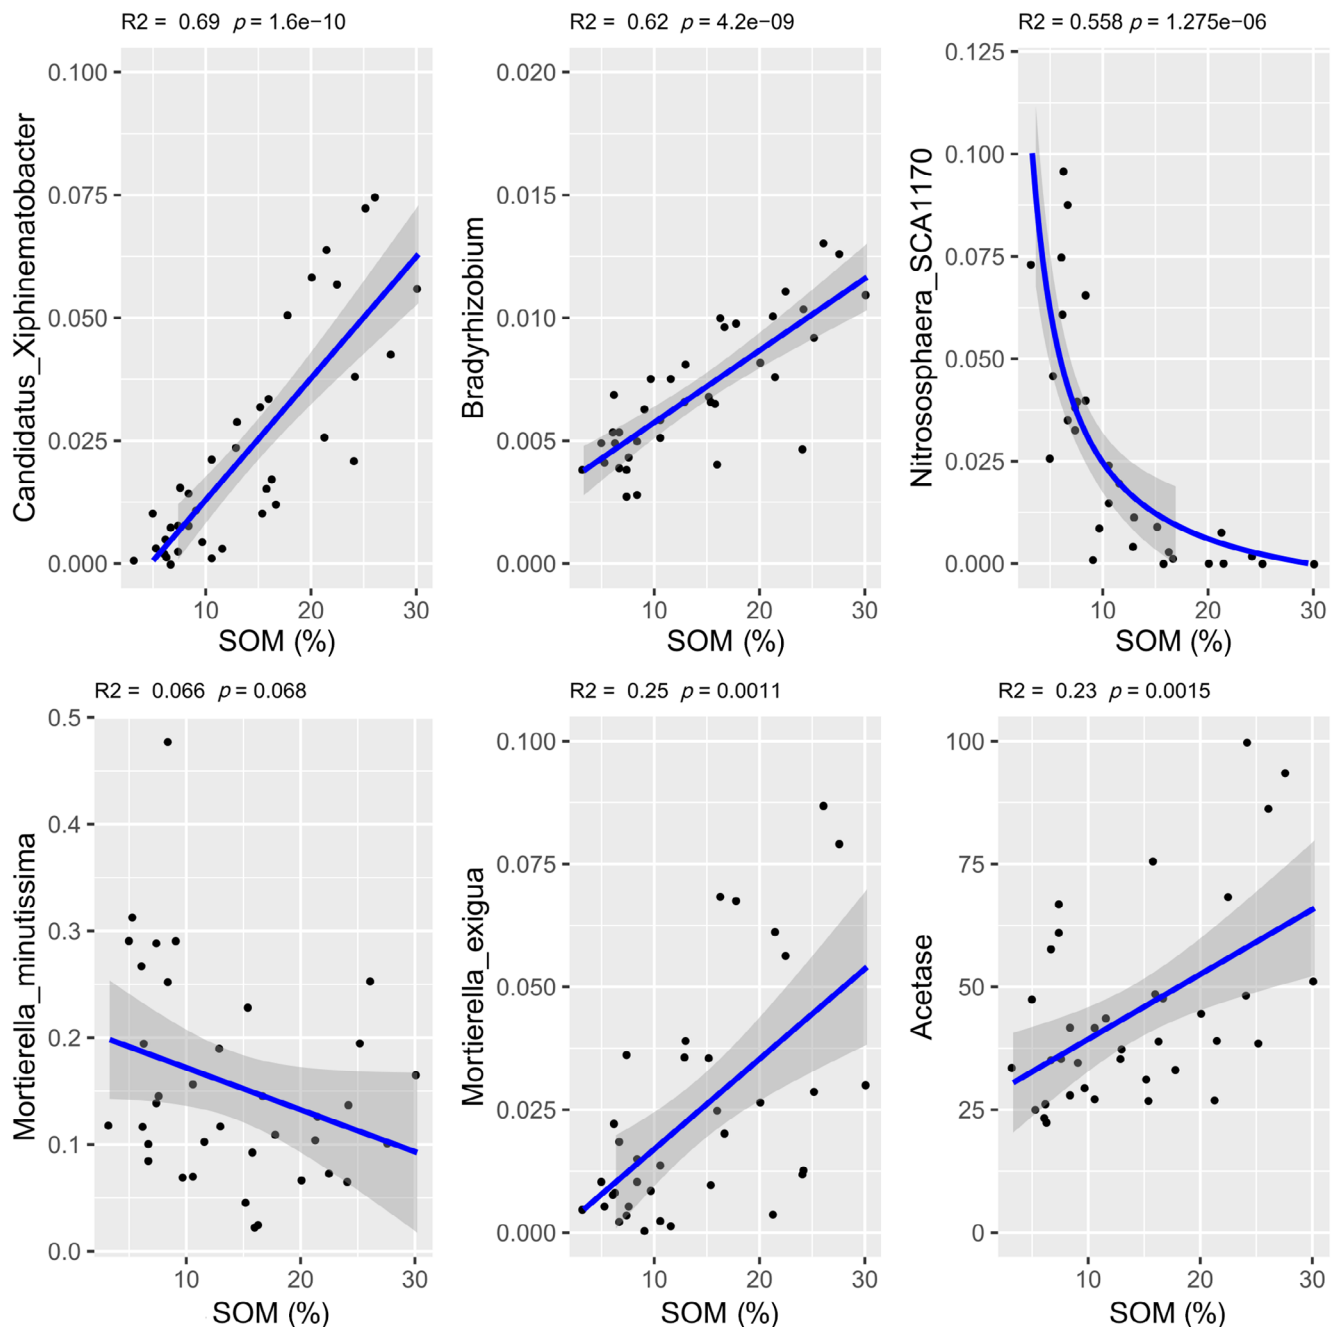 R2 = 0.69 p = 1.6e−10
0.100
0.075
0.050
0.025
0.000
Candidatus_Xiphinematobacter
10 20 30
SOM (%)
R2 = 0.62 p = 4.2e−09
0.020
0.015
0.010
0.005
0.000
Bradyrhizobium
10 20 30
SOM (%)
R2 = 0.558 p = 1.275e−06
0.125
0.100
0.075
0.050
0.025
0.000
Nitrososphaera_SCA1170
10 20 30
SOM (%)
R2 = 0.066 p = 0.068
0.5
0.4
0.3
0.2
0.1
0.0
Mortierella_minutissima
10 20 30
SOM (%)
R2 = 0.25 p = 0.0011
0.100
0.075
0.050
0.025
0.000
Mortierella_exigua
10 20 30
SOM (%)
R2 = 0.23 p = 0.0015
100
75
50
25
0
Acetase
10 20 30
SOM (%)